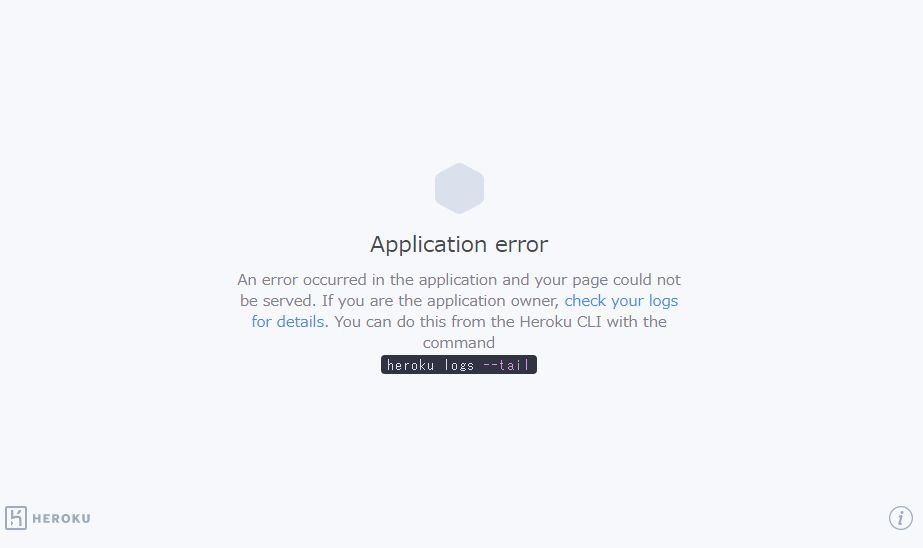 Application error
An error occurred in the application and your page could not
be served. If you are the application owner, check your logs
for details. You can do this from the Heroku CLI with the
command
heroku logs --tail
HEROKU
i